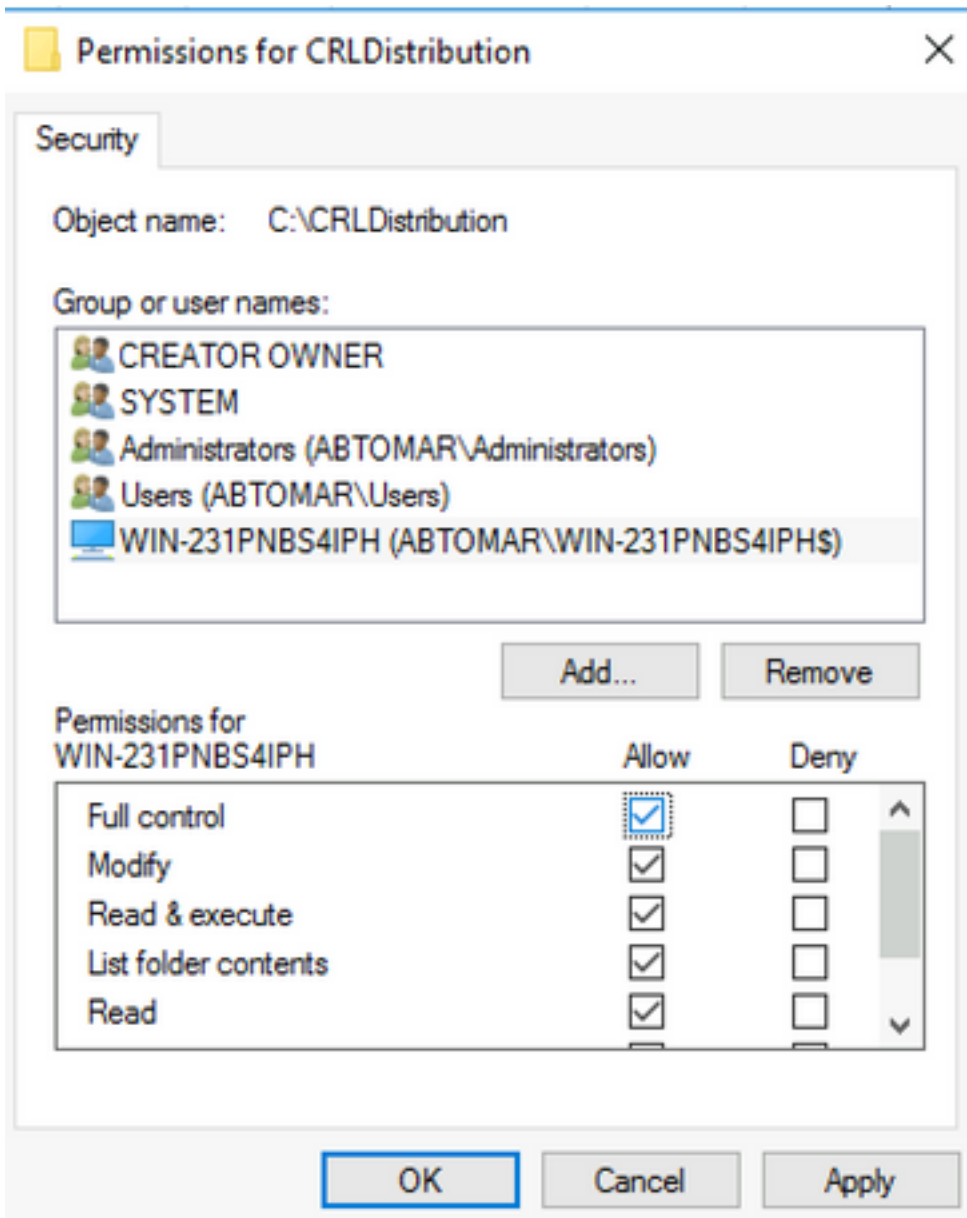 Permissions for CRLDistribution
Security
Object name: C:\CRLDistribution
Group or user names:
CREATOR OWNER
SYSTEM
Administrators (ABTOMAR\Administrators)
Users (ABTOMAR\Users)
WIN-231PNBS4IPH (ABTOMAR\WIN-231PNBS4IPH$)
Add... Remove
Permissions for
WIN-231PNBS4IPH Allow Deny
Full control
Modify
Read & execute
List folder contents
Read
OK Cancel Apply